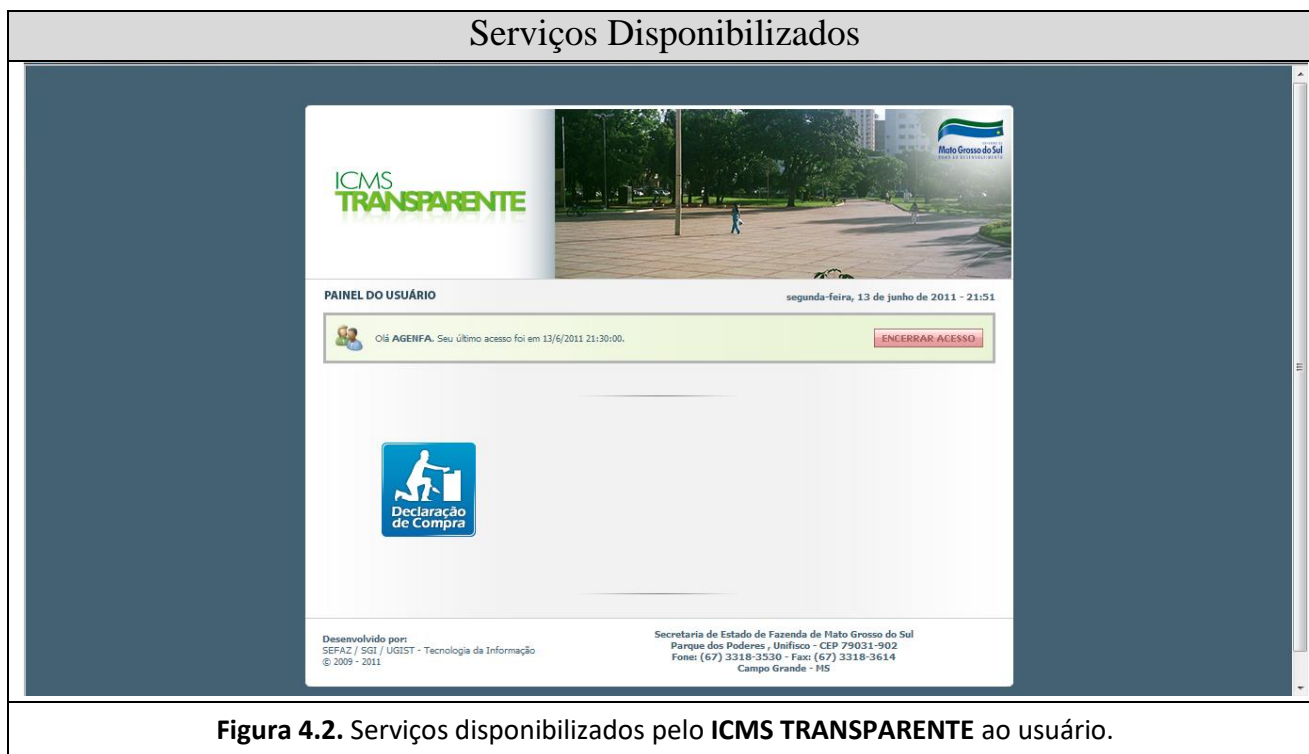 Serviços Disponibilizados
ICMS
TRANSPARENTE
Mato Grosso do Sul
PAINEL DO USUÁRIO
segunda-feira, 13 de junho de 2011 - 21:51
Olá AGENFA. Seu último acesso foi em 13/6/2011 21:30:00.
ENCERRAR ACESSO
Declaração
de Compra
Desenvolvido por:
SEFAZ / SGI / UGIST - Tecnologia da Informação
© 2009 - 2011
Secretaria de Estado de Fazenda de Mato Grosso do Sul
Parque dos Poderes , Unifisco - CEP 79031-902
Fone: (67) 3318-3530 - Fax: (67) 3318-3614
Campo Grande - MS
Figura 4.2. Serviços disponibilizados pelo ICMS TRANSPARENTE ao usuário.